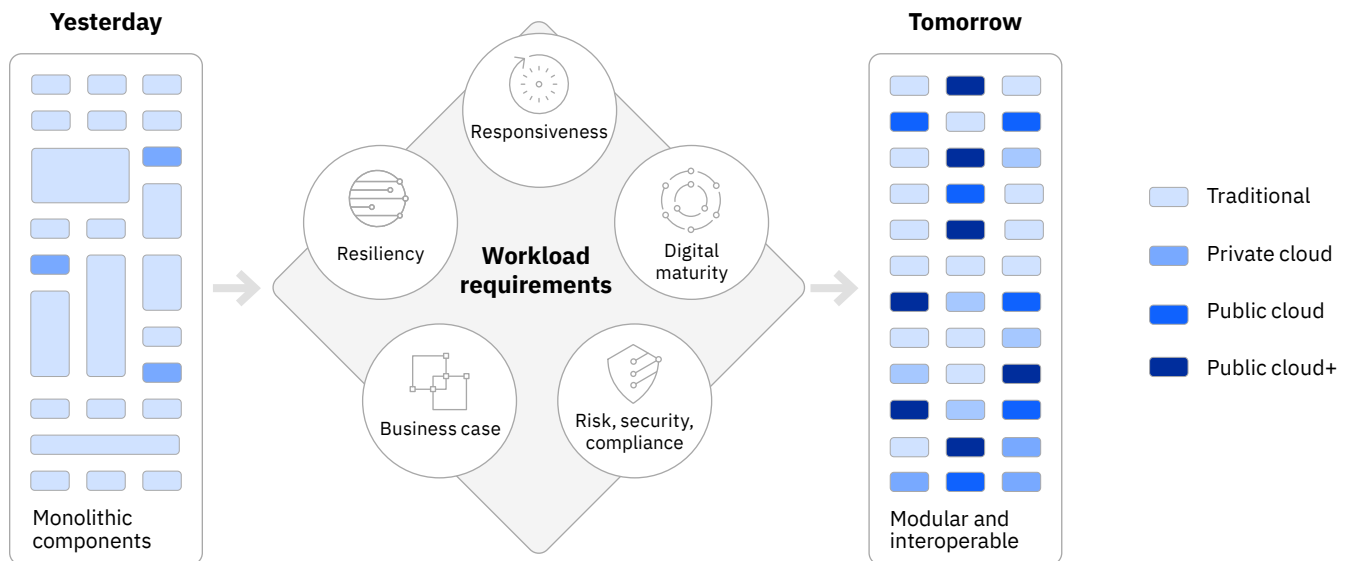 Yesterday
Monolithic
components
Responsiveness
Resiliency
Digital
maturity
Workload
requirements
Business case
Risk, security,
compliance
Tomorrow
Modular and
interoperable
Traditional
Private cloud
Public cloud
Public cloud+